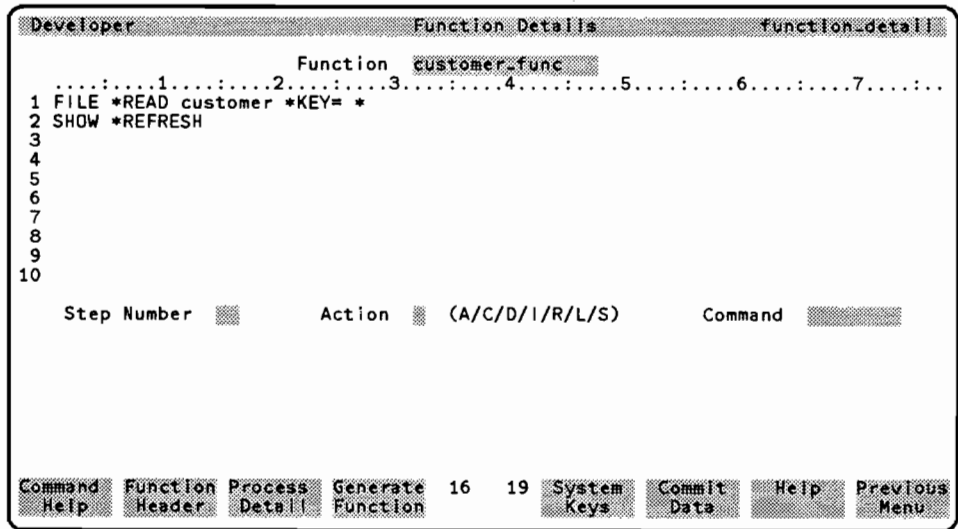 Developer Function Details function_detail
Function customer_func
....:....1....:....2....:....3....:....4....:....5....:....6....:....7....:..
1 FILE *READ customer *KEY= *
2 SHOW *REFRESH
3
4
5
6
7
8
9
10
Step Number Action (A/C/D/I/R/L/S) Command
Command Function Process Generate 16 19 System Commit Help Previous
Help Header Detail Function Keys Data Menu